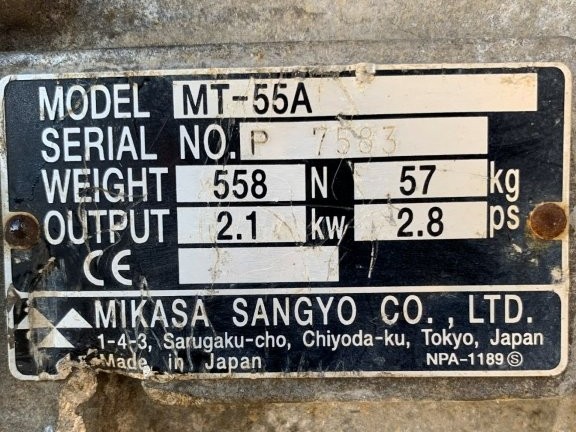 MODEL MT-55A
SERIAL NO. P 7583
WEIGHT 558 N 57 kg
OUTPUT 2.1 kw 2.8 ps
CE
MIKASA SANGYO CO., LTD.
1-4-3, Sarugaku-cho, Chiyoda-ku, Tokyo, Japan
Made in Japan NPA-1189 Ⓢ